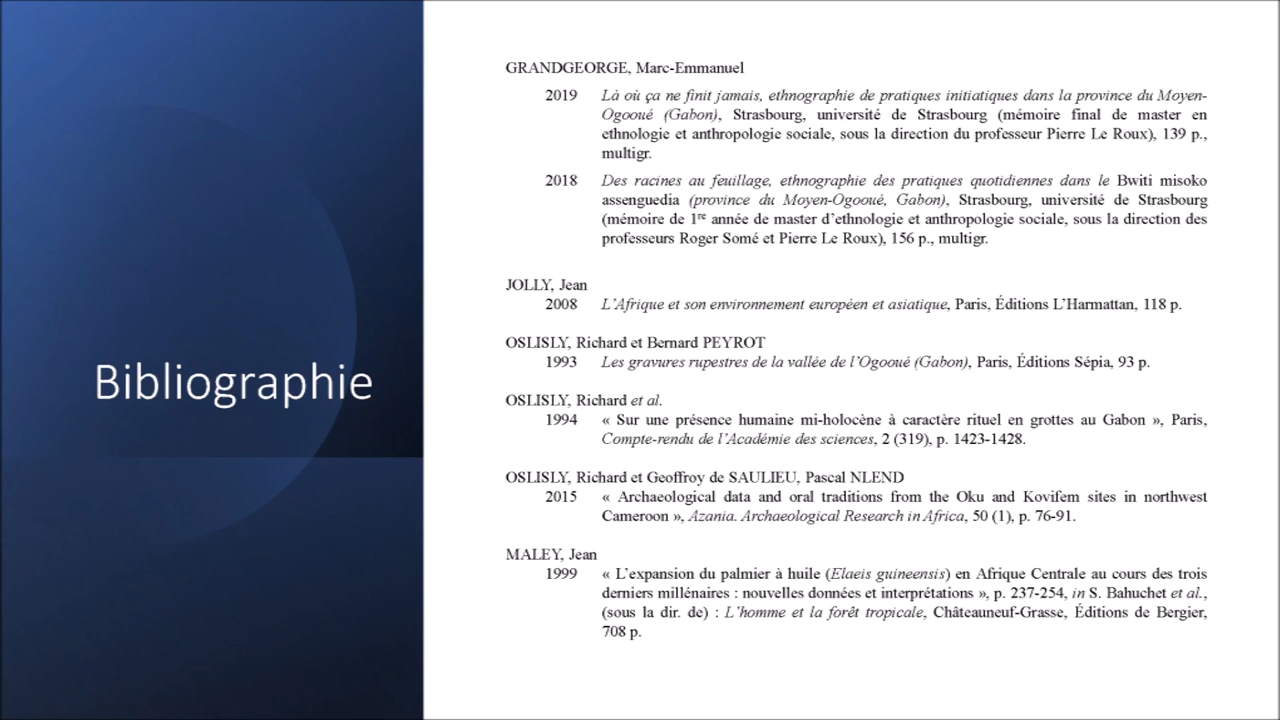 Bibliographie
GRANDGEORGE, Marc-Emmanuel
2019 Là où ça ne finit jamais, ethnographie de pratiques initiatiques dans la province du Moyen-
Ogooué (Gabon), Strasbourg, université de Strasbourg (mémoire final de master en
ethnologie et anthropologie sociale, sous la direction du professeur Pierre Le Roux), 139 p.,
multigr.
2018 Des racines au feuillage, ethnographie des pratiques quotidiennes dans le Bwiti misoko
assenguedia (province du Moyen-Ogooué, Gabon), Strasbourg, université de Strasbourg
(mémoire de 1re année de master d’ethnologie et anthropologie sociale, sous la direction des
professeurs Roger Somé et Pierre Le Roux), 156 p., multigr.
JOLLY, Jean
2008 L’Afrique et son environnement européen et asiatique, Paris, Éditions L’Harmattan, 118 p.
OSLISLY, Richard et Bernard PEYROT
1993 Les gravures rupestres de la vallée de l’Ogooué (Gabon), Paris, Éditions Sépia, 93 p.
OSLISLY, Richard et al.
1994 « Sur une présence humaine mi-holocène à caractère rituel en grottes au Gabon », Paris,
Compte-rendu de l’Académie des sciences, 2 (319), p. 1423-1428.
OSLISLY, Richard et Geoffroy de SAULIEU, Pascal NLEND
2015 « Archaeological data and oral traditions from the Oku and Kovifem sites in northwest
Cameroon », Azania. Archaeological Research in Africa, 50 (1), p. 76-91.
MALEY, Jean
1999 « L’expansion du palmier à huile (Elaeis guineensis) en Afrique Centrale au cours des trois
derniers millénaires : nouvelles données et interprétations », p. 237-254, in S. Bahuchet et al.,
(sous la dir. de) : L’homme et la forêt tropicale, Châteauneuf-Grasse, Éditions de Bergier,
708 p.